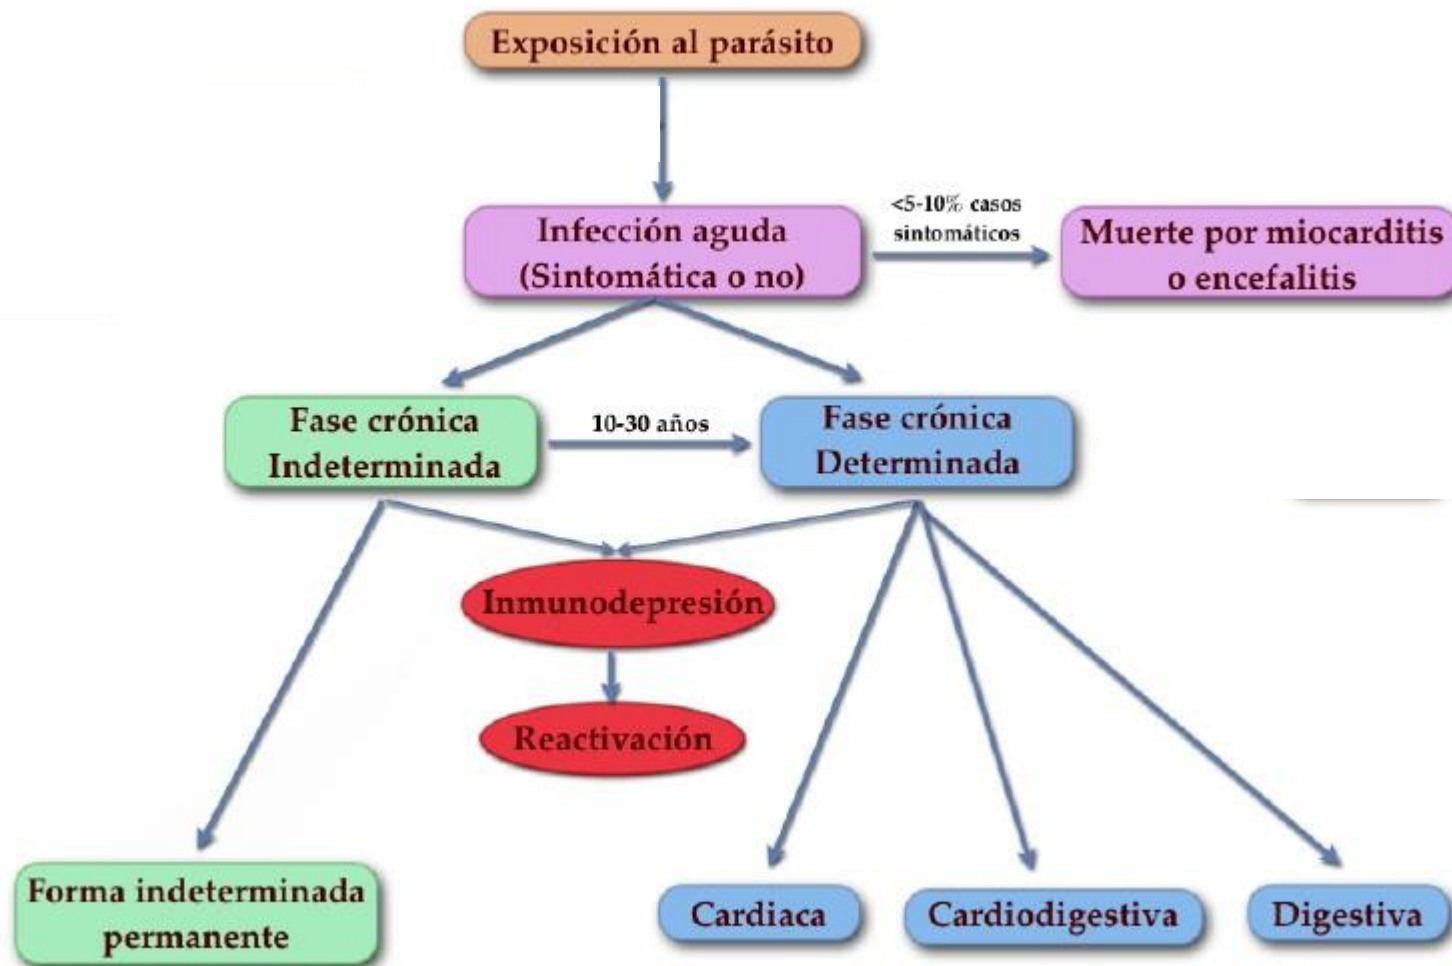 Exposición al parásito
<5-10% casos
sintomáticos
Infección aguda
(Sintomática o no)
Muerte por miocarditis
o encefalitis
Fase crónica
Indeterminada
10-30 años
Fase crónica
Determinada
Inmunodepresión
Reactivación
Forma indeterminada
permanente
Cardiaca
Cardiodigestiva
Digestiva